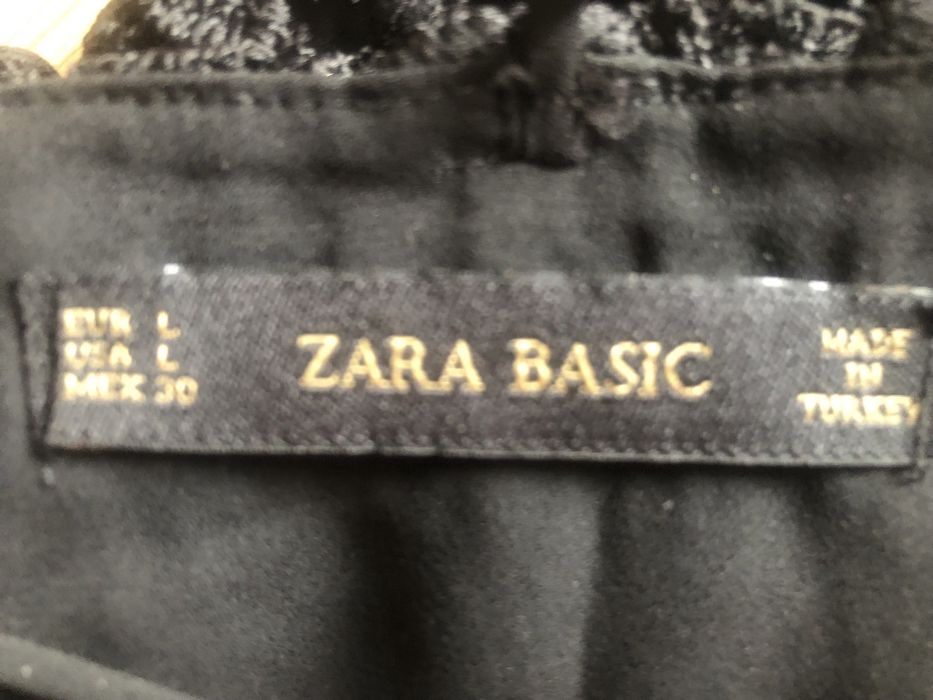 EUR L
USA L
MEX 30
ZARA BASIC
MADE
IN
TURKEY